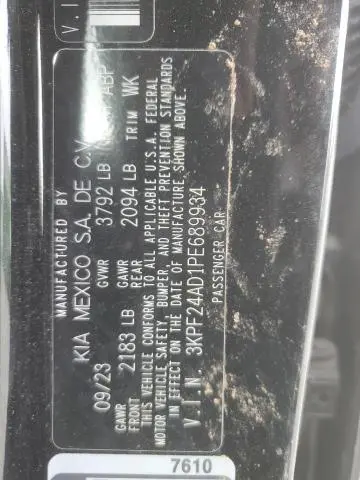 MANUFACTURED BY
KIA MEXICO S.A. DE C.V.
09/23 GVWR 3792 LB ABP
GAWR FRONT 2183 LB GAWR REAR 2094 LB TRIM WK
THIS VEHICLE CONFORMS TO ALL APPLICABLE U.S.A. FEDERAL
MOTOR VEHICLE SAFETY, BUMPER, AND THEFT PREVENTION STANDARDS
IN EFFECT ON THE DATE OF MANUFACTURE SHOWN ABOVE.
V.I.N. 3KPF24AD1PE689934
PASSENGER CAR
V.I
7610